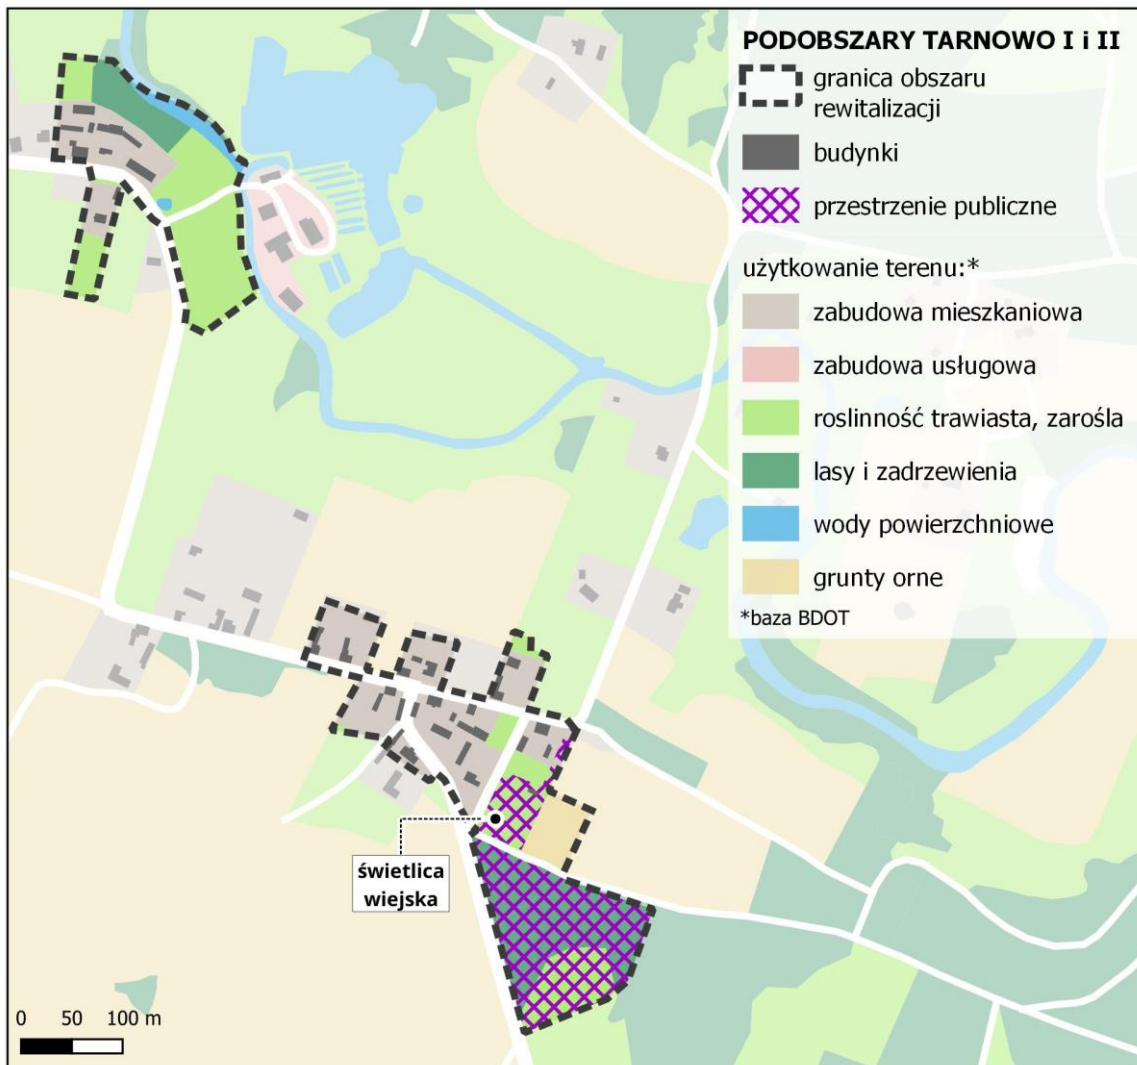 PODOBSZARY TARNOWO I i II
granica obszaru
rewitalizacji
budynki
przestrzenie publiczne
użytkowanie terenu:*
zabudowa mieszkaniowa
zabudowa usługowa
roslinność trawiasta, zarośla
lasy i zadrzewienia
wody powierzchniowe
grunty orne
*baza BDOT
świetlica
wiejska
0 50 100 m